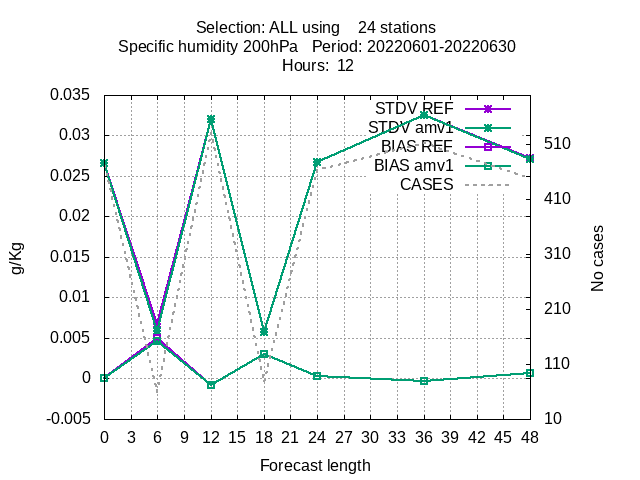 Selection: ALL using    24 stations
Specific humidity 200hPa   Period: 20220601-20220630
Hours:  12
STDV REF
STDV amv1
BIAS REF
BIAS amv1
CASES
0.035
0.03
0.025
0.02
0.015
0.01
0.005
0
-0.005
g/Kg
510
410
310
210
110
10
No cases
0 3 6 9 12 15 18 21 24 27 30 33 36 39 42 45 48
Forecast length